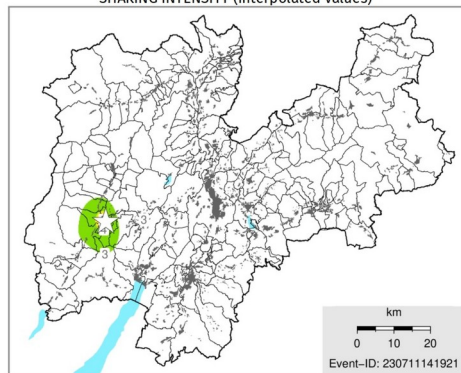 SHAKING INTENSITY (interpolated values)
3
3
km
0 10 20
Event-ID: 230711141921